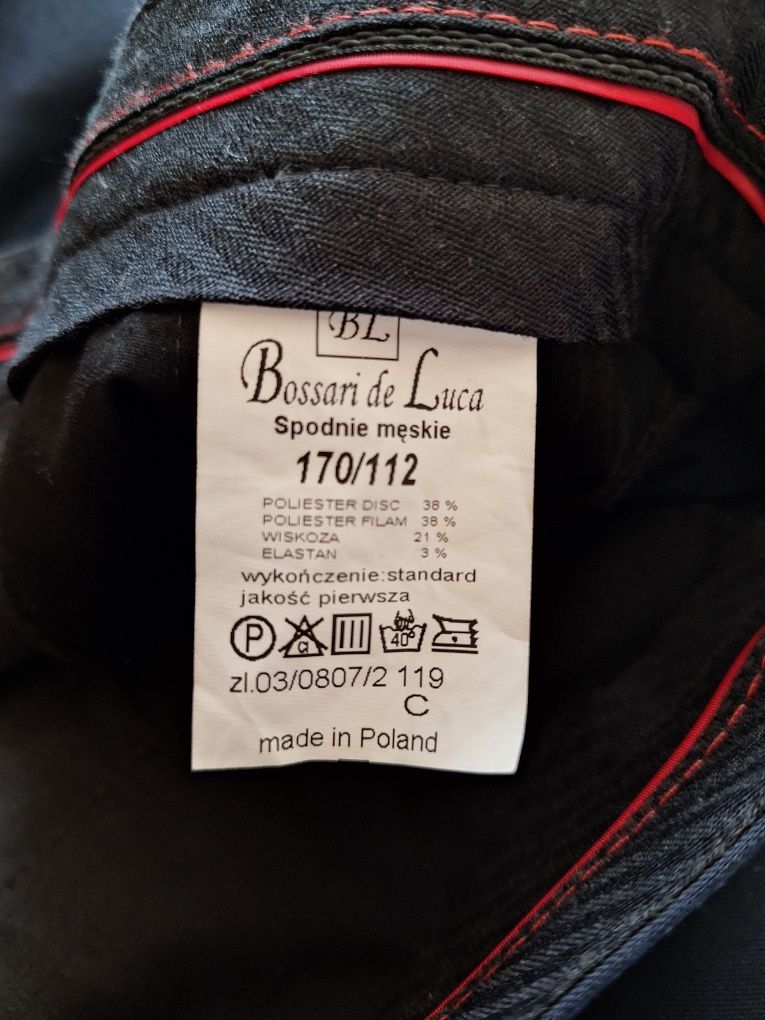 BL
Bossari de Luca
Spodnie męskie
170/112
POLIESTER DISC 38 %
POLIESTER FILAM 38 %
WISKOZA 21 %
ELASTAN 3 %
wykończenie:standard
jakość pierwsza
P Cl 40°
zl.03/0807/2 119
C
made in Poland